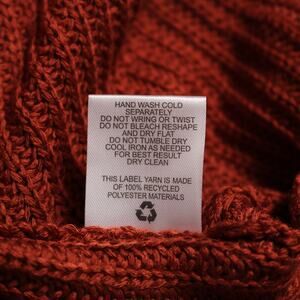 HAND WASH COLD
SEPARATELY
DO NOT WRING OR TWIST
DO NOT BLEACH RESHAPE
AND DRY FLAT
DO NOT TUMBLE DRY
COOL IRON AS NEEDED
FOR BEST RESULT
DRY CLEAN
THIS LABEL YARN IS MADE
OF 100% RECYCLED
POLYESTER MATERIALS